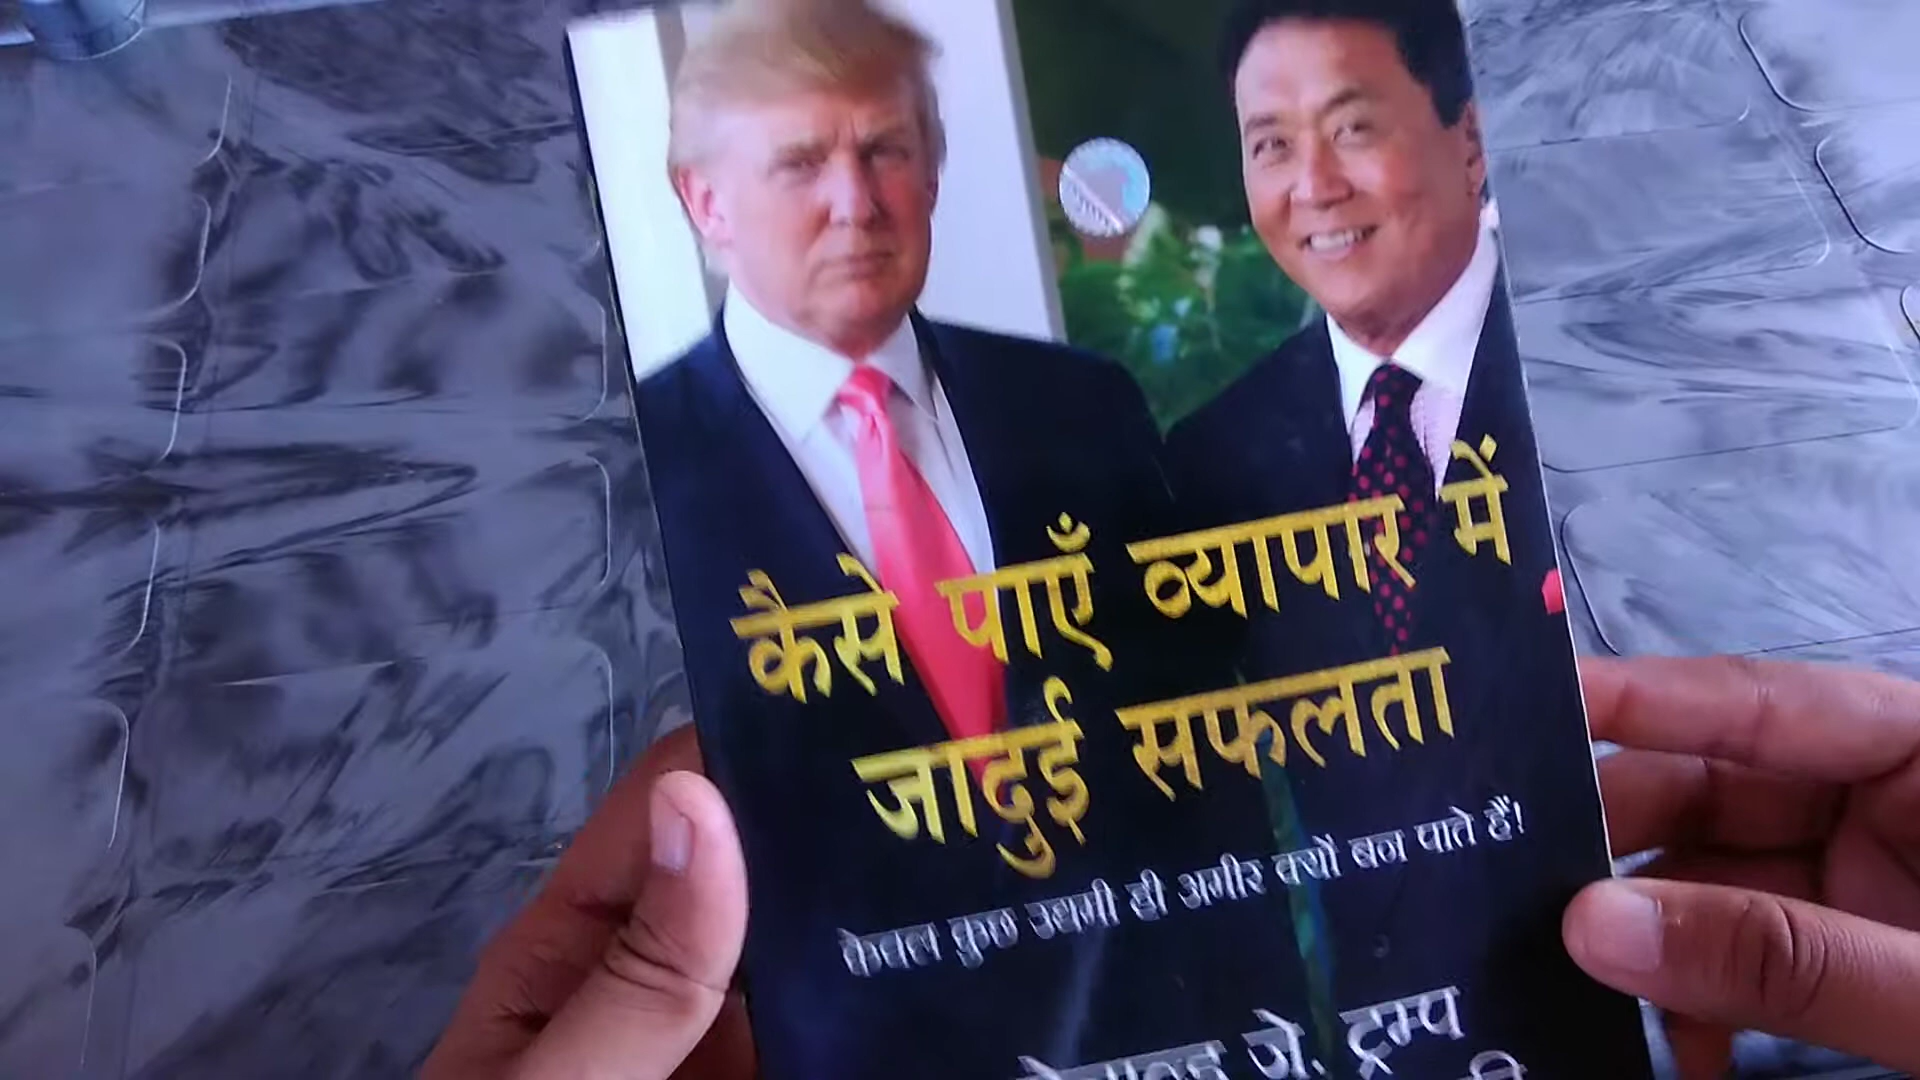 कैसे पाएँ व्यापार में
जादुई सफलता
केवल कुछ उद्यमी ही अमीर क्यों बन पाते हैं!
जे. ट्रम्प